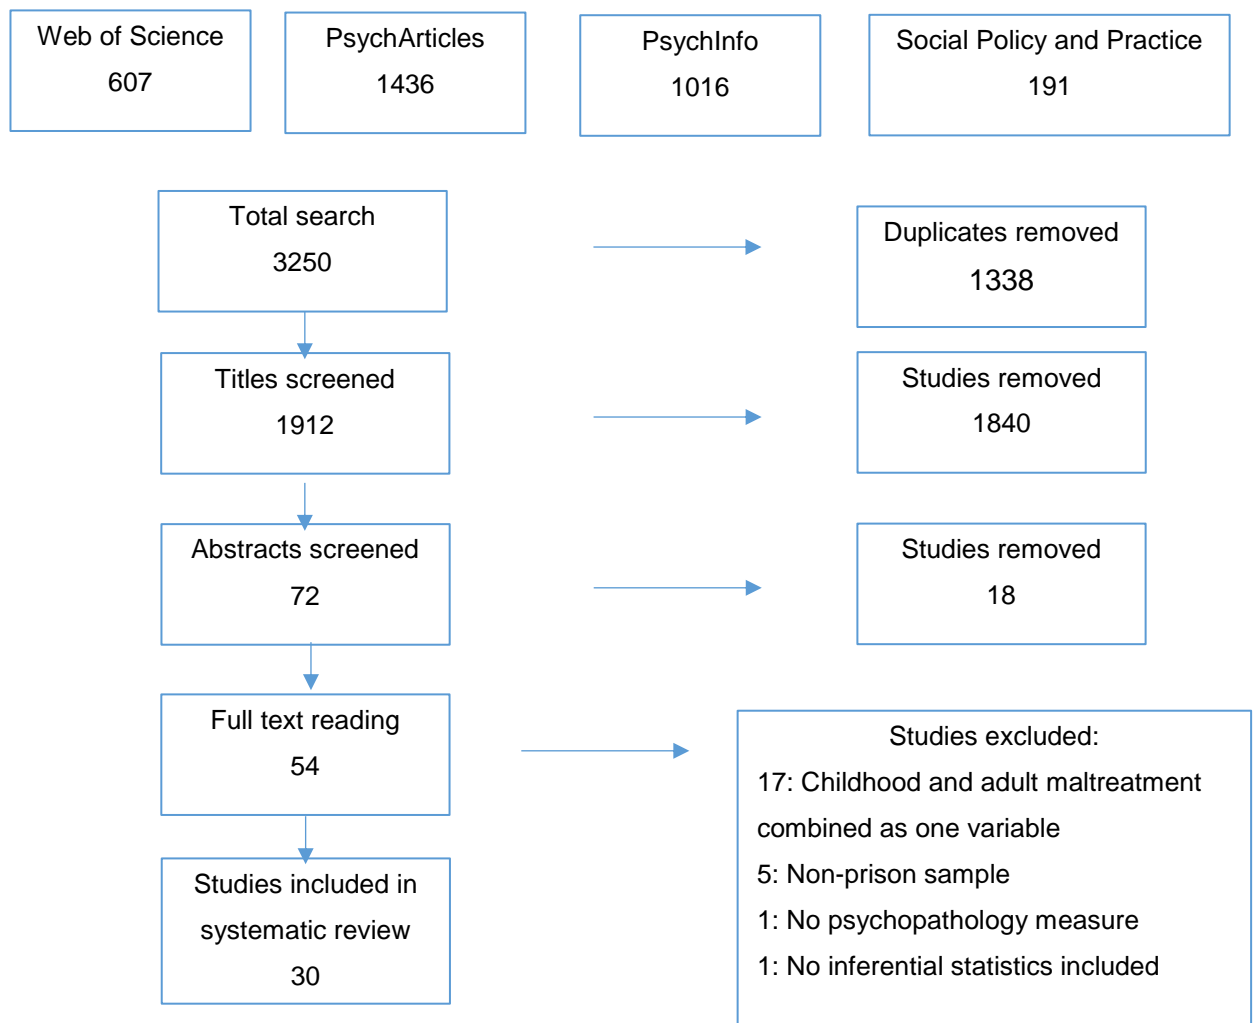 Web of Science
607
PsychArticles
1436
PsychInfo
1016
Social Policy and Practice
191
Total search
3250
Duplicates removed
1338
Titles screened
1912
Studies removed
1840
Abstracts screened
72
Studies removed
18
Full text reading
54
Studies excluded:
17: Childhood and adult maltreatment
combined as one variable
5: Non-prison sample
1: No psychopathology measure
1: No inferential statistics included
Studies included in
systematic review
30